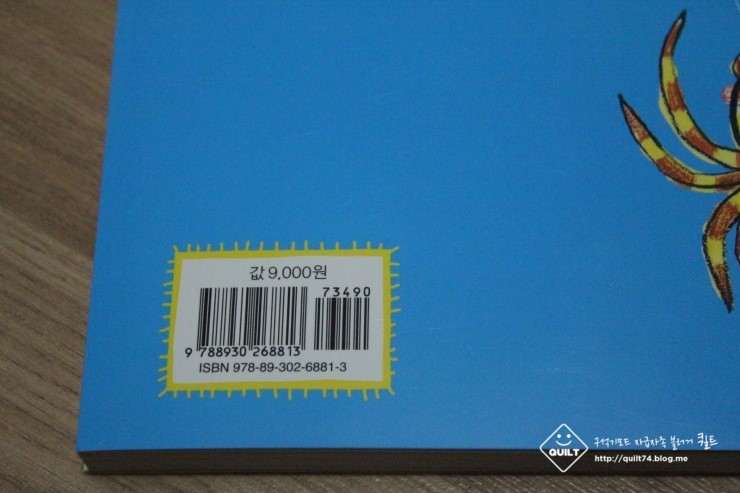 값 9,000원
73490
9 788930 268813
ISBN 978-89-302-6881-3
QUILT
구석기모드 자급자족 블러거 퀼트
http://quilt74.blog.me